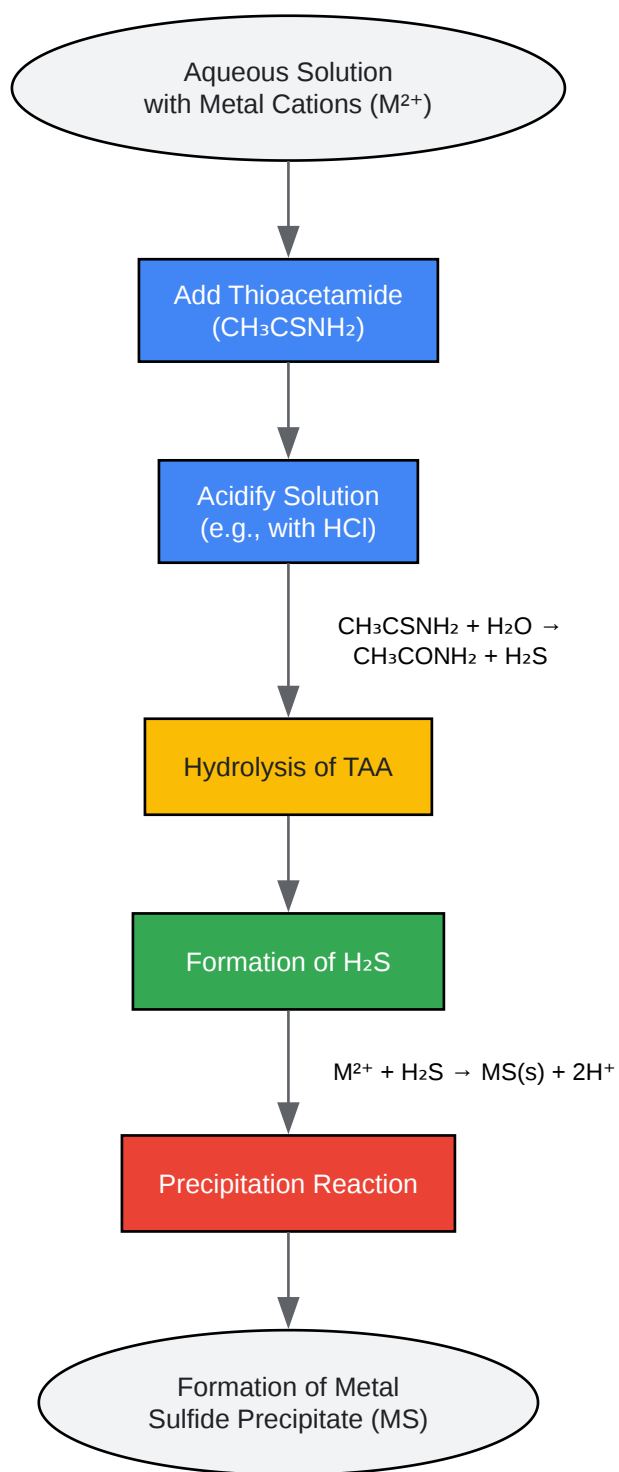 Aqueous Solution
with Metal Cations (M²⁺)
Add Thioacetamide
(CH₃CSNH₂)
Acidify Solution
(e.g., with HCl)
CH₃CSNH₂ + H₂O →
CH₃CONH₂ + H₂S
Hydrolysis of TAA
Formation of H₂S
M²⁺ + H₂S → MS(s) + 2H⁺
Precipitation Reaction
Formation of Metal
Sulfide Precipitate (MS)